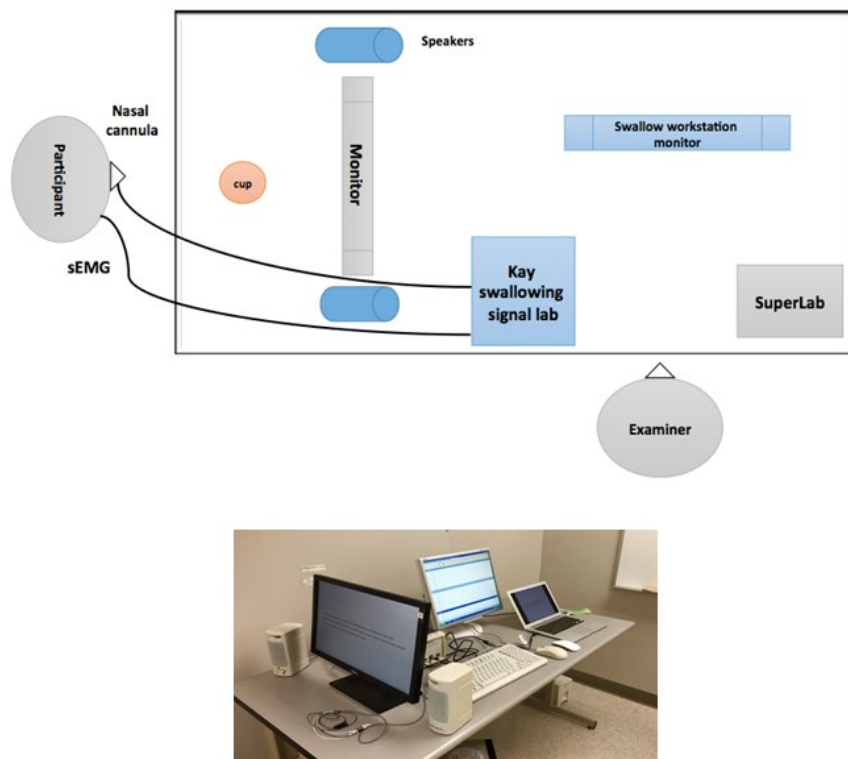 Speakers
Nasal
cannula
Participant
cup
Monitor
Swallow workstation
monitor
sEMG
Kay
swallowing
signal lab
SuperLab
Examiner